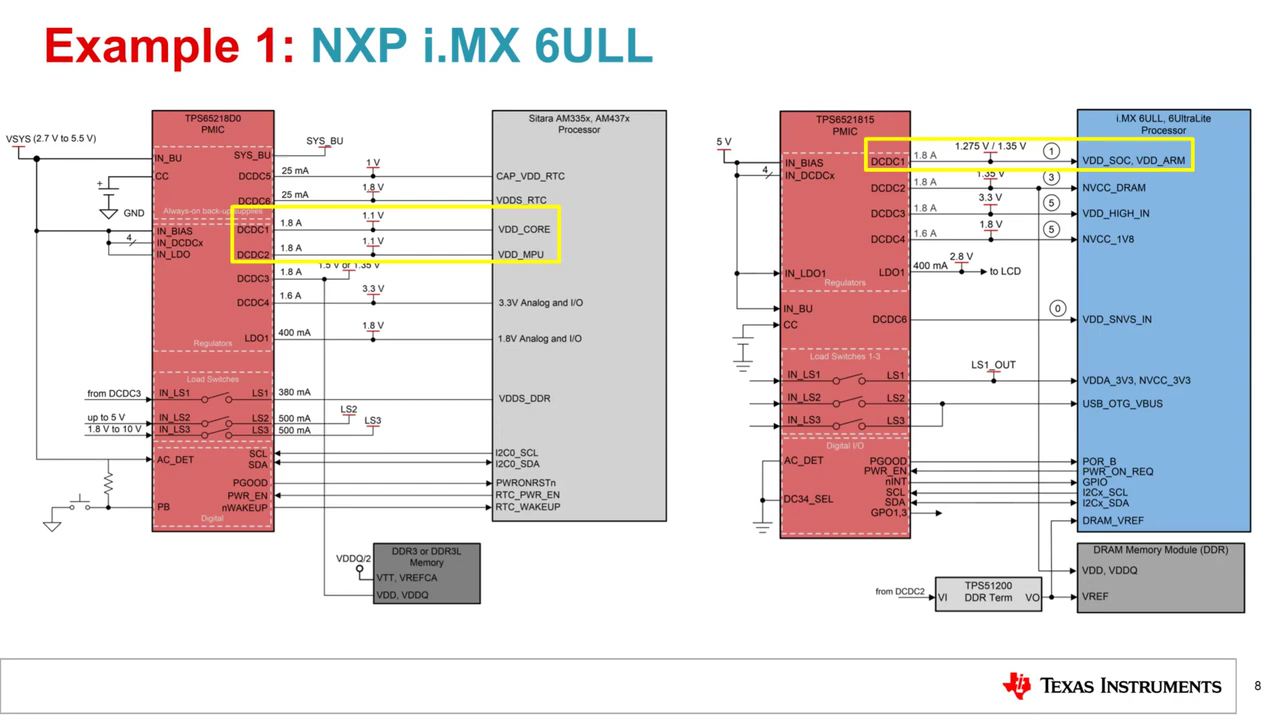 Example 1: NXP i.MX 6ULL
TPS65218D0
PMIC
VSYS (2.7 V to 5.5 V)
IN_BU
CC
GND
Always-on back-up supplies
SYS_BU
SYS_BU
DCDC5
25 mA
1 V
CAP_VDD_RTC
DCDC6
25 mA
1.8 V
VDDS_RTC
IN_BIAS
IN_DCDCx
4
IN_LDO
DCDC1
1.8 A
1.1 V
VDD_CORE
DCDC2
1.8 A
1.1 V
VDD_MPU
DCDC3
1.8 A
1.5 V or 1.35 V
DCDC4
1.6 A
3.3 V
3.3V Analog and I/O
LDO1
400 mA
1.8 V
1.8V Analog and I/O
Regulators
Load Switches
from DCDC3
IN_LS1
LS1
380 mA
VDDS_DDR
up to 5 V
IN_LS2
LS2
500 mA
LS2
1.8 V to 10 V
IN_LS3
LS3
500 mA
LS3
AC_DET
PB
SCL
I2C0_SCL
SDA
I2C0_SDA
PGOOD
PWRONRSTn
PWR_EN
RTC_PWR_EN
nWAKEUP
RTC_WAKEUP
Digital
Sitara AM335x, AM437x
Processor
VDDQ/2
DDR3 or DDR3L
Memory
VTT, VREFCA
VDD, VDDQ
TPS6521815
PMIC
5 V
IN_BIAS
IN_DCDCx
4
DCDC1
1.8 A
1.275 V / 1.35 V
1
VDD_SOC, VDD_ARM
DCDC2
1.8 A
1.35 V
3
NVCC_DRAM
DCDC3
1.8 A
3.3 V
5
VDD_HIGH_IN
DCDC4
1.6 A
1.8 V
5
NVCC_1V8
IN_LDO1
LDO1
400 mA
2.8 V
to LCD
Regulators
IN_BU
CC
DCDC6
0
VDD_SNVS_IN
Load Switches 1-3
IN_LS1
LS1
LS1_OUT
VDDA_3V3, NVCC_3V3
IN_LS2
LS2
USB_OTG_VBUS
IN_LS3
LS3
Digital I/O
AC_DET
DC34_SEL
PGOOD
POR_B
PWR_EN
PWR_ON_REQ
nINT
GPIO
SCL
I2Cx_SCL
SDA
I2Cx_SDA
GPO1,3
DRAM_VREF
i.MX 6ULL, 6UltraLite
Processor
DRAM Memory Module (DDR)
VDD, VDDQ
VREF
from DCDC2
TPS51200
VI
DDR Term
VO
TEXAS INSTRUMENTS
8